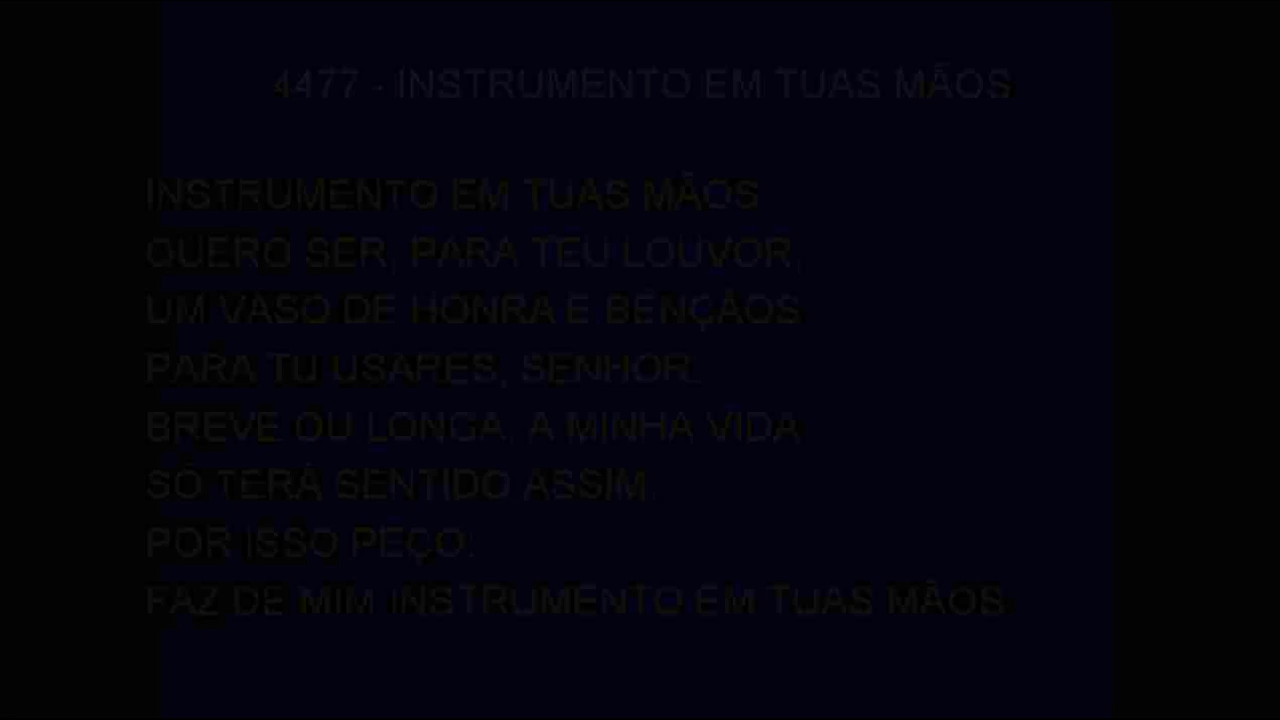 4477 - INSTRUMENTO EM TUAS MÃOS
INSTRUMENTO EM TUAS MÃOS
QUERO SER, PARA TEU LOUVOR,
UM VASO DE HONRA E BÊNÇÃOS
PARA TU USARES, SENHOR.
BREVE OU LONGA, A MINHA VIDA
SÓ TERÁ SENTIDO ASSIM.
POR ISSO PEÇO:
FAZ DE MIM INSTRUMENTO EM TUAS MÃOS